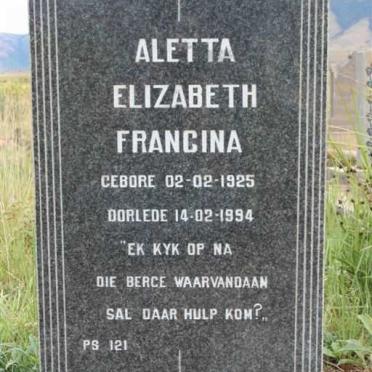 ALETTA
ELIZABETH
FRANCINA
GEBORE 02-02-1925
OORLEDE 14-02-1994
"EK KYK OP NA
DIE BERGE WAARVANDAAN
SAL DAAR HULP KOM?"
PS 121